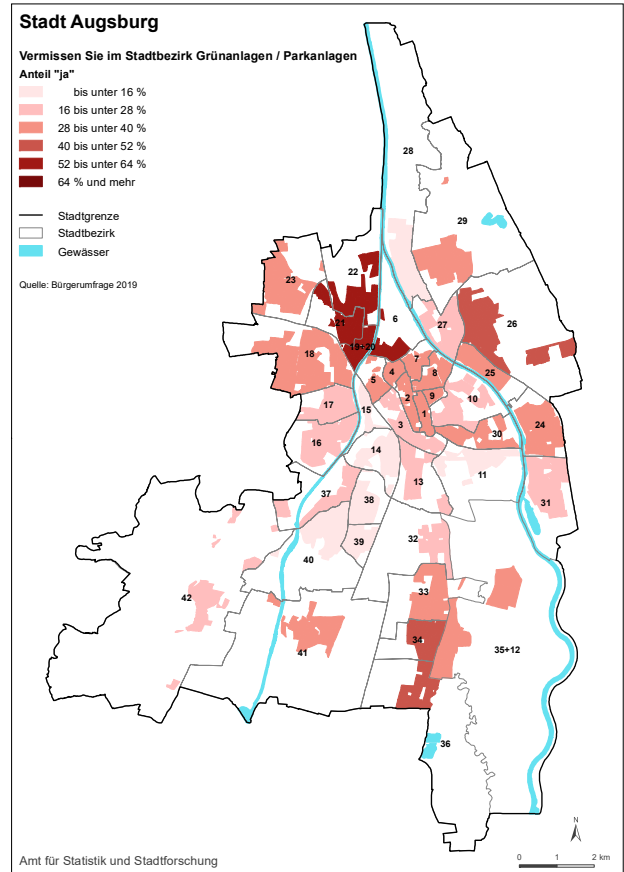 Stadt Augsburg
Vermissen Sie im Stadtbezirk Grünanlagen / Parkanlagen
Anteil "ja"
bis unter 16 %
16 bis unter 28 %
28 bis unter 40 %
40 bis unter 52 %
52 bis unter 64 %
64 % und mehr
Stadtgrenze
Stadtbezirk
Gewässer
Quelle: Bürgerumfrage 2019
28
29
22
23
21
6
27
26
19+20
18
7
4
8
25
5
2
9
10
17
15
1
24
3
30
16
14
11
13
31
37
38
32
39
40
33
42
34
41
35+12
36
N
Amt für Statistik und Stadtforschung
0 1 2 km